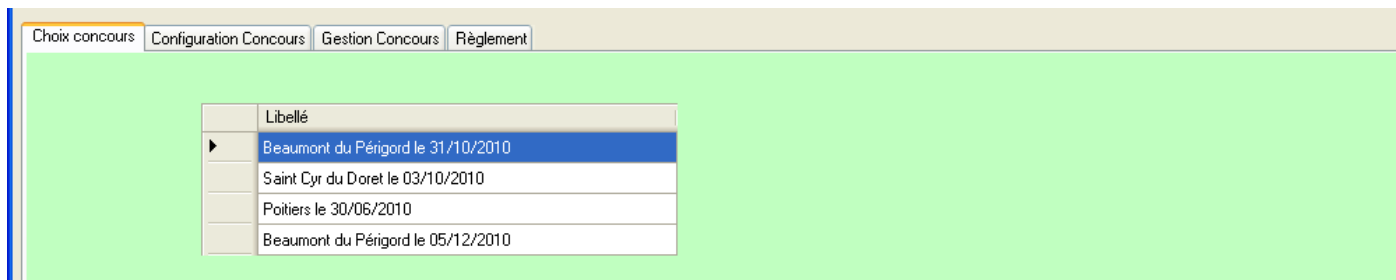 Choix concours Configuration Concours Gestion Concours Règlement
Libellé
Beaumont du Périgord le 31/10/2010
Saint Cyr du Doret le 03/10/2010
Poitiers le 30/06/2010
Beaumont du Périgord le 05/12/2010